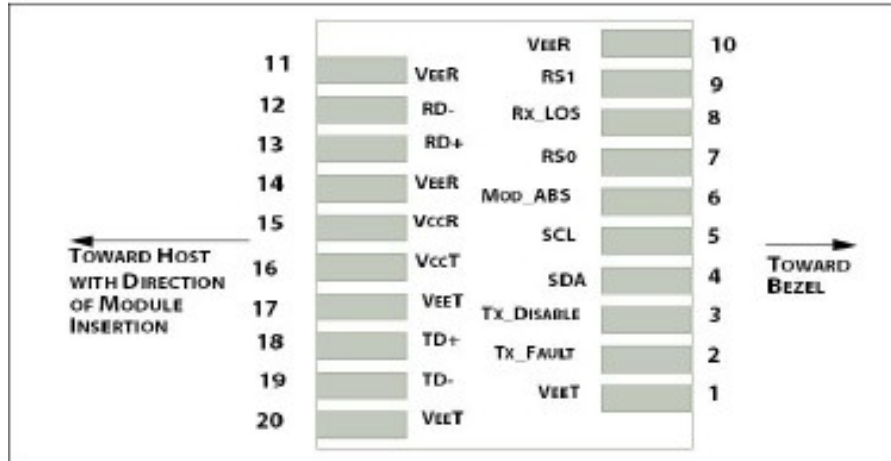 VEER 10
11 VEER RS1 9
12 RD- RX_LOS 8
13 RD+ RS0 7
14 VEER MOD_ABS 6
15 VCCR SCL 5
16 VCCT SDA 4
17 VEET TX_DISABLE 3
18 TD+ TX_FAULT 2
19 TD- VEET 1
20 VEET
TOWARD HOST
WITH DIRECTION
OF MODULE
INSERTION
TOWARD
BEZEL